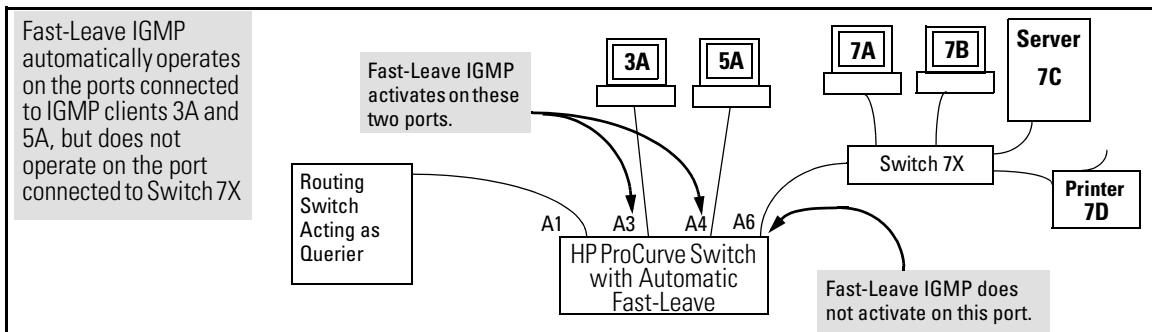 Fast-Leave IGMP
automatically operates
on the ports connected
to IGMP clients 3A and
5A, but does not
operate on the port
connected to Switch 7X
Fast-Leave IGMP
activates on these
two ports.
3A
5A
7A
7B
Server
7C
Switch 7X
Printer
7D
Routing
Switch
Acting as
Querier
A1
A3
A4
A6
HP ProCurve Switch
with Automatic
Fast-Leave
Fast-Leave IGMP does
not activate on this port.